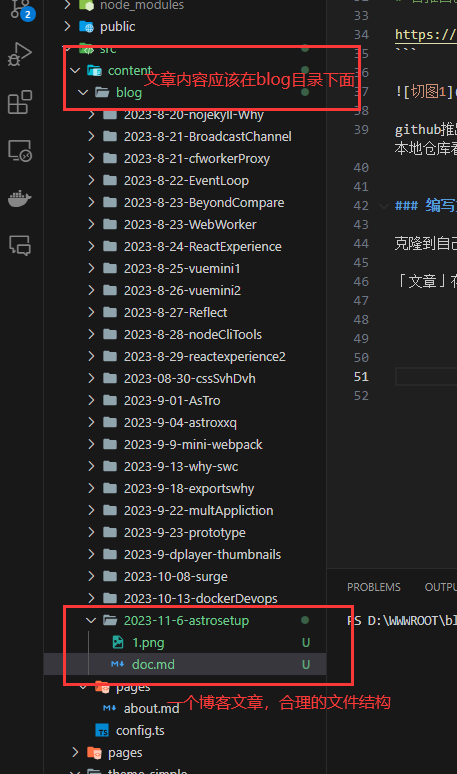 node_modules
2
public
src
content
文章内容应该在blog目录下面
blog
2023-8-20-nojekyll-Why
2023-8-21-BroadcastChannel
2023-8-21-cfworkerProxy
2023-8-22-EventLoop
2023-8-23-BeyondCompare
2023-8-23-WebWorker
2023-8-24-ReactExperience
2023-8-25-vuemini1
2023-8-26-vuemini2
2023-8-27-Reflect
2023-8-28-nodeCliTools
2023-8-29-reactexperience2
2023-08-30-cssSvhDvh
2023-9-01-AsTro
2023-9-04-astroxxq
2023-9-9-mini-webpack
2023-9-13-why-swc
2023-9-18-exportswhy
2023-9-22-multAppliction
2023-9-23-prototype
2023-9-dplayer-thumbnails
2023-10-08-surge
2023-10-13-dockerDevops
2023-11-6-astrosetup
1.png U
doc.md U
pages
一个博客文章，合理的文件结构
about.md
config.ts
pages
theme-simple
33
34
35 https://
36 ```
37 ![切图1](
38
39 github推出
本地仓库看
40
41
42 ### 编写文
43
44 克隆到自己
45
46 「文章」存
47
48
49
50
51
52
PROBLEMS OUTPU
PS D:\WWWROOT\bl